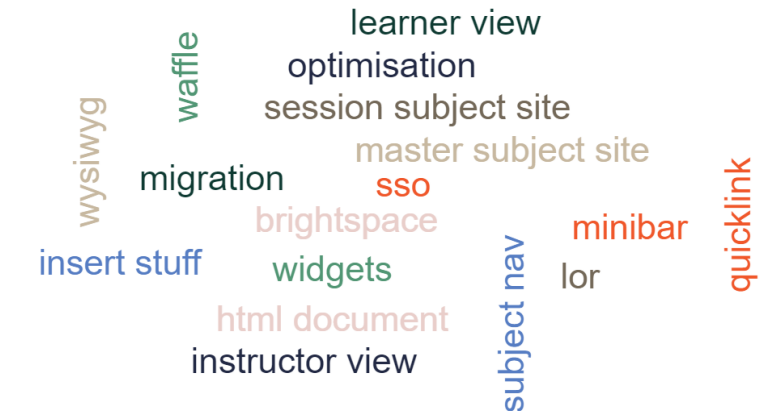 learner view
waffle
optimisation
wysiwyg
session subject site
master subject site
migration
sso
quicklink
brightspace
minibar
insert stuff
widgets
subject nav
lor
html document
instructor view